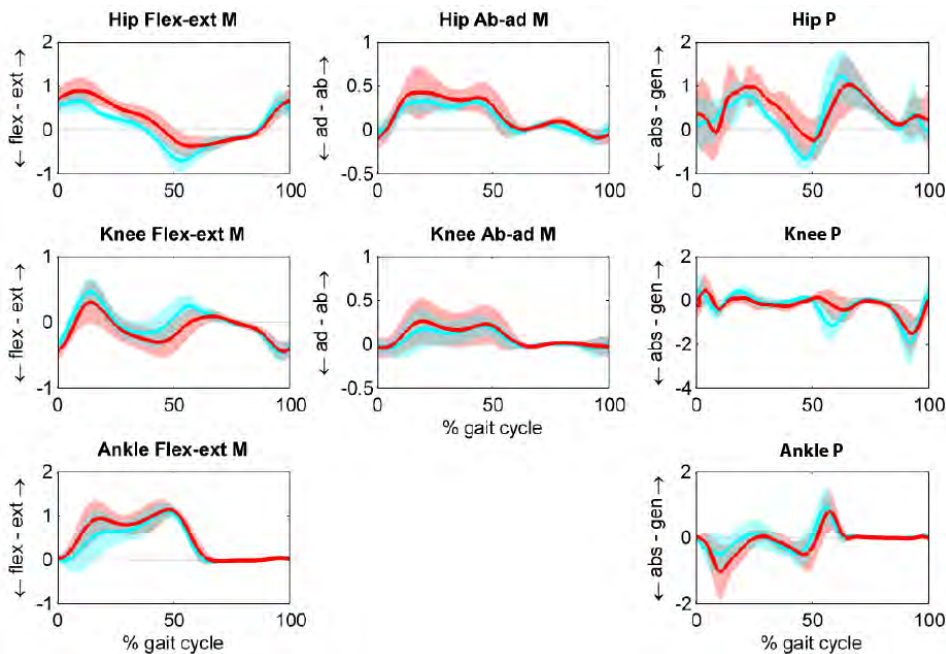 Hip Flex-ext M
Hip Ab-ad M
Hip P
2
1
0
-1
← flex - ext →
0
50
100
1
0.5
0
-0.5
← ad - ab →
0
50
100
2
1
0
-1
← abs - gen →
0
50
100
Knee Flex-ext M
Knee Ab-ad M
Knee P
1
0
-1
← flex - ext →
0
50
100
1
0.5
0
-0.5
← ad - ab →
0
50
100
% gait cycle
2
0
-2
-4
← abs - gen →
0
50
100
Ankle Flex-ext M
Ankle P
2
1
0
-1
← flex - ext →
0
50
100
% gait cycle
2
0
-2
← abs - gen →
0
50
100
% gait cycle